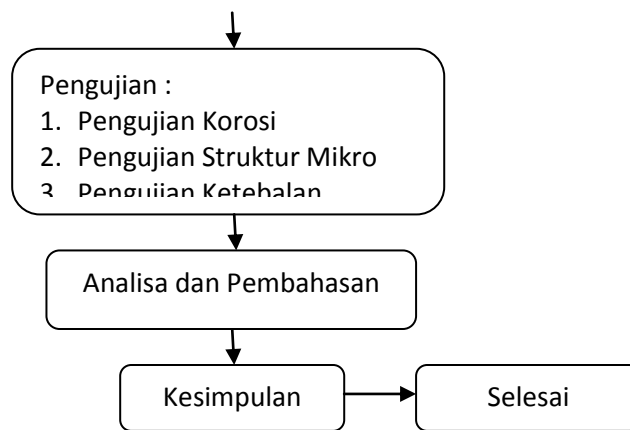 Pengujian :
1. Pengujian Korosi
2. Pengujian Struktur Mikro
3. Pengujian Ketebalan
Analisa dan Pembahasan
Kesimpulan
Selesai